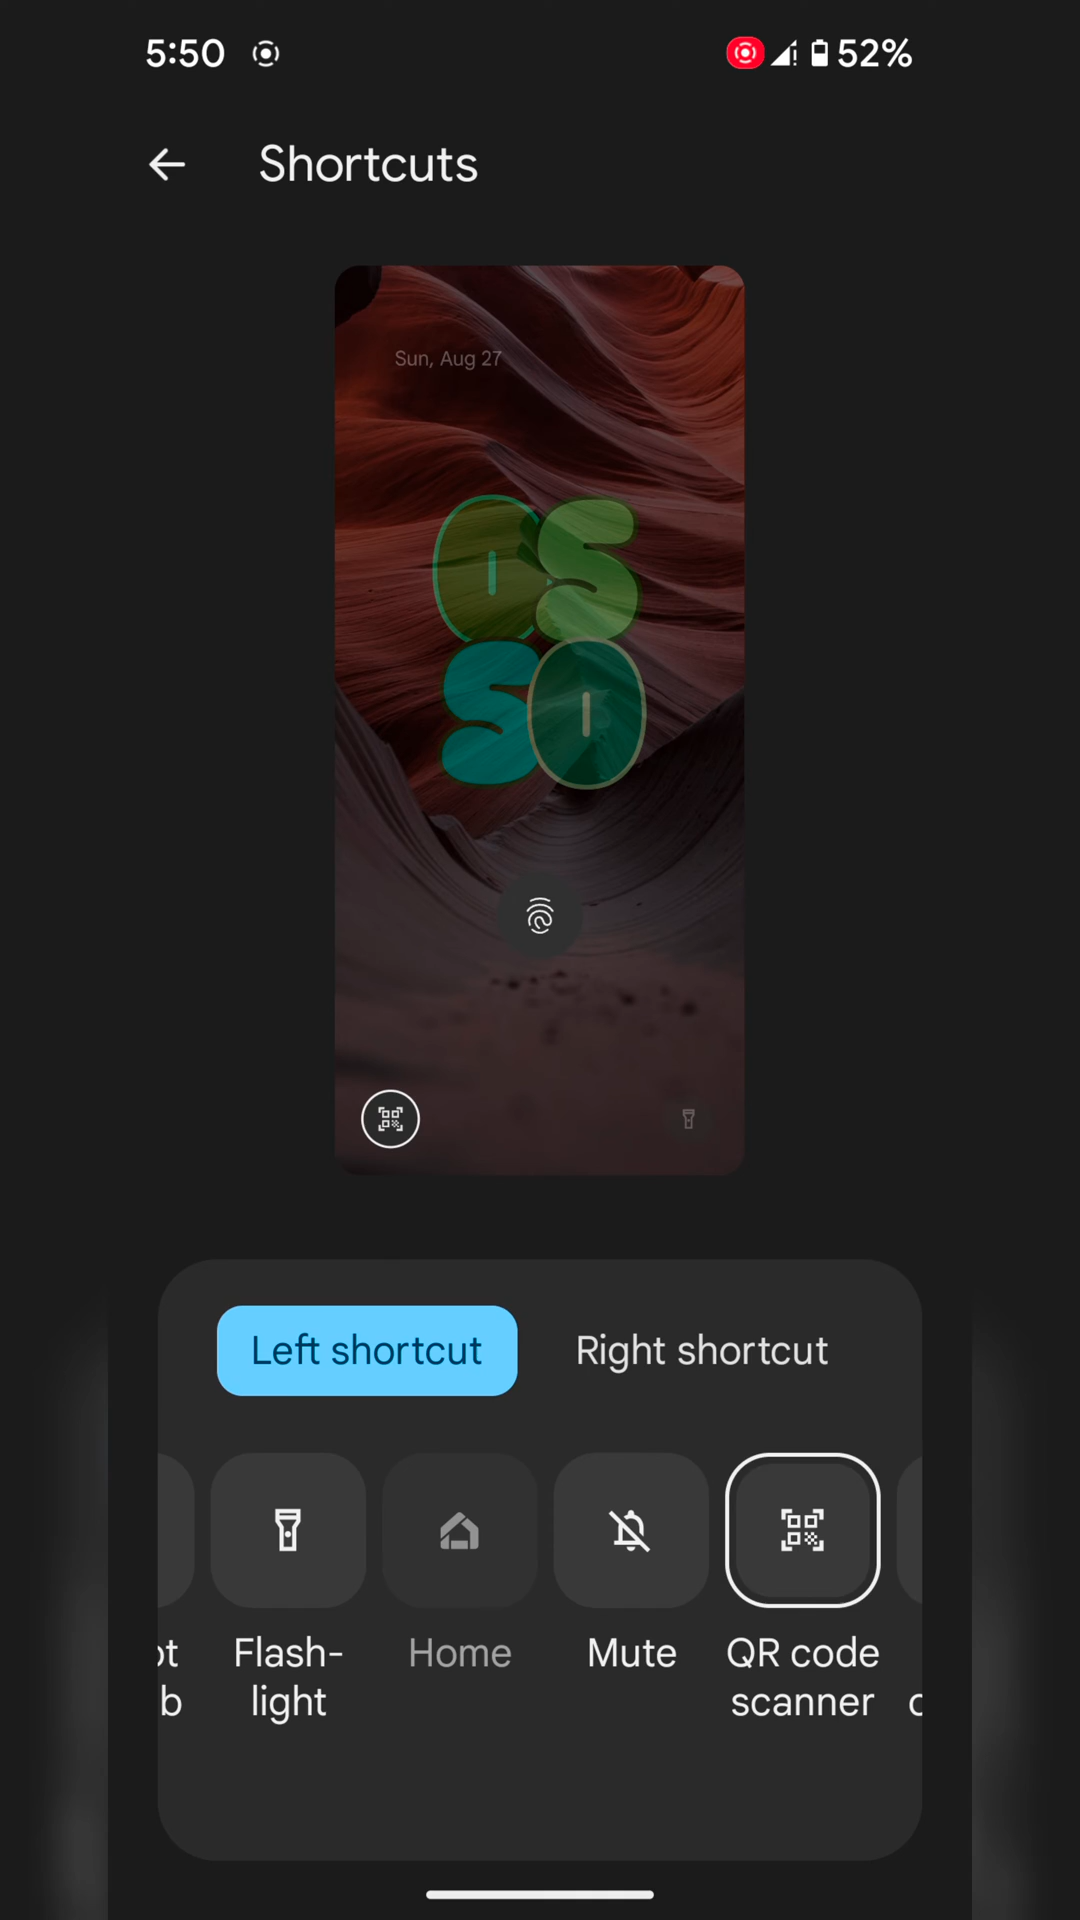 5:50 52%
Shortcuts
Sun, Aug 27
05
50
Left shortcut Right shortcut
Flash-
light
Home
Mute
QR code
scanner